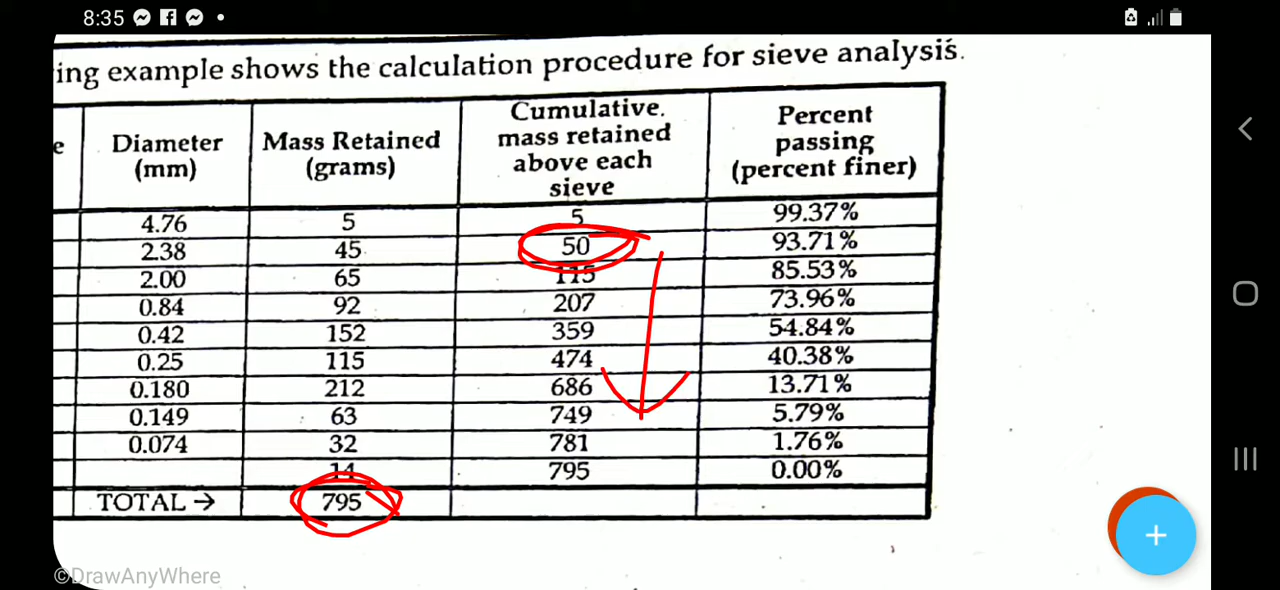 8:35
ing example shows the calculation procedure for sieve analysis.
e Diameter (mm) Mass Retained (grams) Cumulative. mass retained above each sieve Percent passing (percent finer)
4.76 5 5 99.37%
2.38 45 50 93.71%
2.00 65 115 85.53%
0.84 92 207 73.96%
0.42 152 359 54.84%
0.25 115 474 40.38%
0.180 212 686 13.71%
0.149 63 749 5.79%
0.074 32 781 1.76%
14 795 0.00%
TOTAL → 795
©DrawAnyWhere